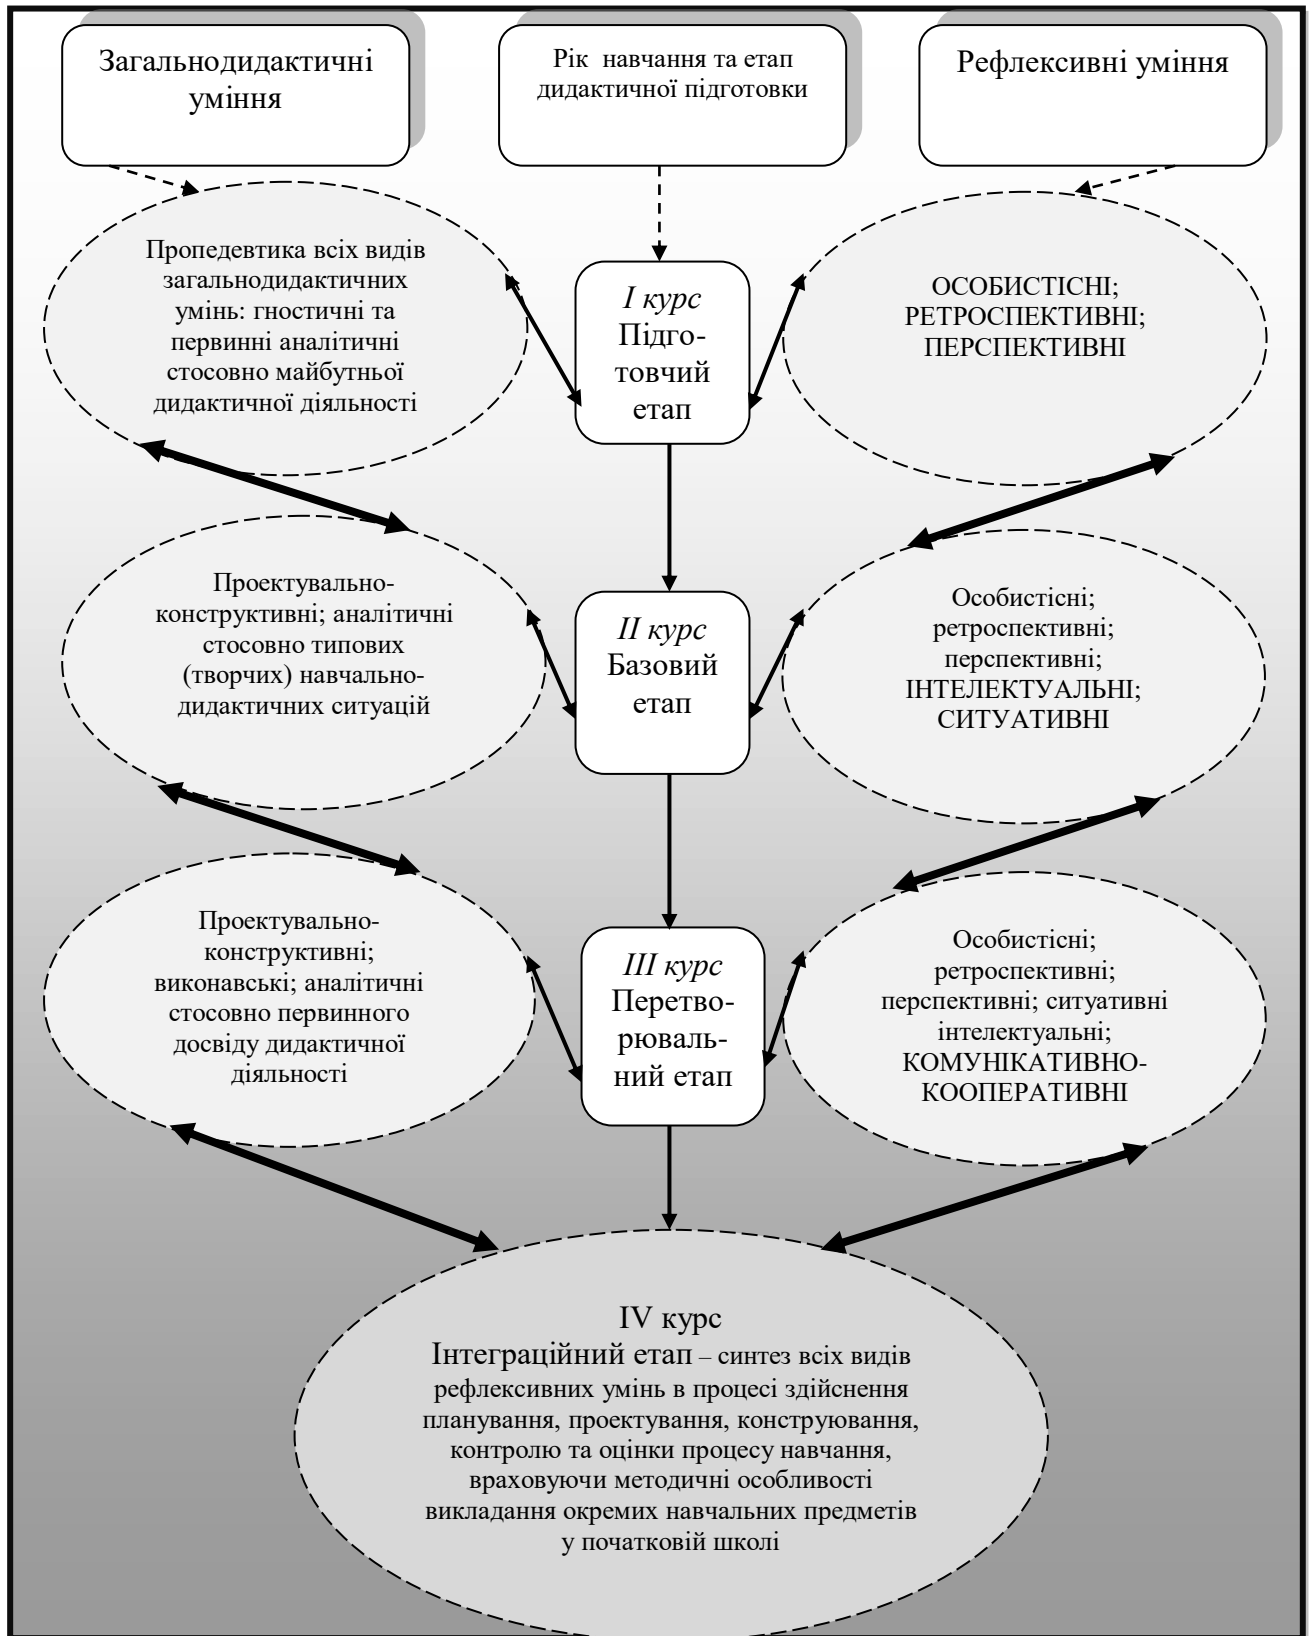 Загальнодидактичні
уміння
Рік навчання та етап
дидактичної підготовки
Рефлексивні уміння
Пропедевтика всіх видів
загальнодидактичних
умінь: гностичні та
первинні аналітичні
стосовно майбутньої
дидактичної діяльності
І курс
Підго-
товчий
етап
ОСОБИСТІСНІ;
РЕТРОСПЕКТИВНІ;
ПЕРСПЕКТИВНІ
Проектувально-
конструктивні; аналітичні
стосовно типових
(творчих) навчально-
дидактичних ситуацій
ІІ курс
Базовий
етап
Особистісні;
ретроспективні;
перспективні;
ІНТЕЛЕКТУАЛЬНІ;
СИТУАТИВНІ
Проектувально-
конструктивні;
виконавські; аналітичні
стосовно первинного
досвіду дидактичної
діяльності
ІІІ курс
Перетво-
рюваль-
ний етап
Особистісні;
ретроспективні;
перспективні; ситуативні
інтелектуальні;
КОМУНІКАТИВНО-
КООПЕРАТИВНІ
IV курс
Інтеграційний етап – синтез всіх видів
рефлексивних умінь в процесі здійснення
планування, проектування, конструювання,
контролю та оцінки процесу навчання,
враховуючи методичні особливості
викладання окремих навчальних предметів
у початковій школі